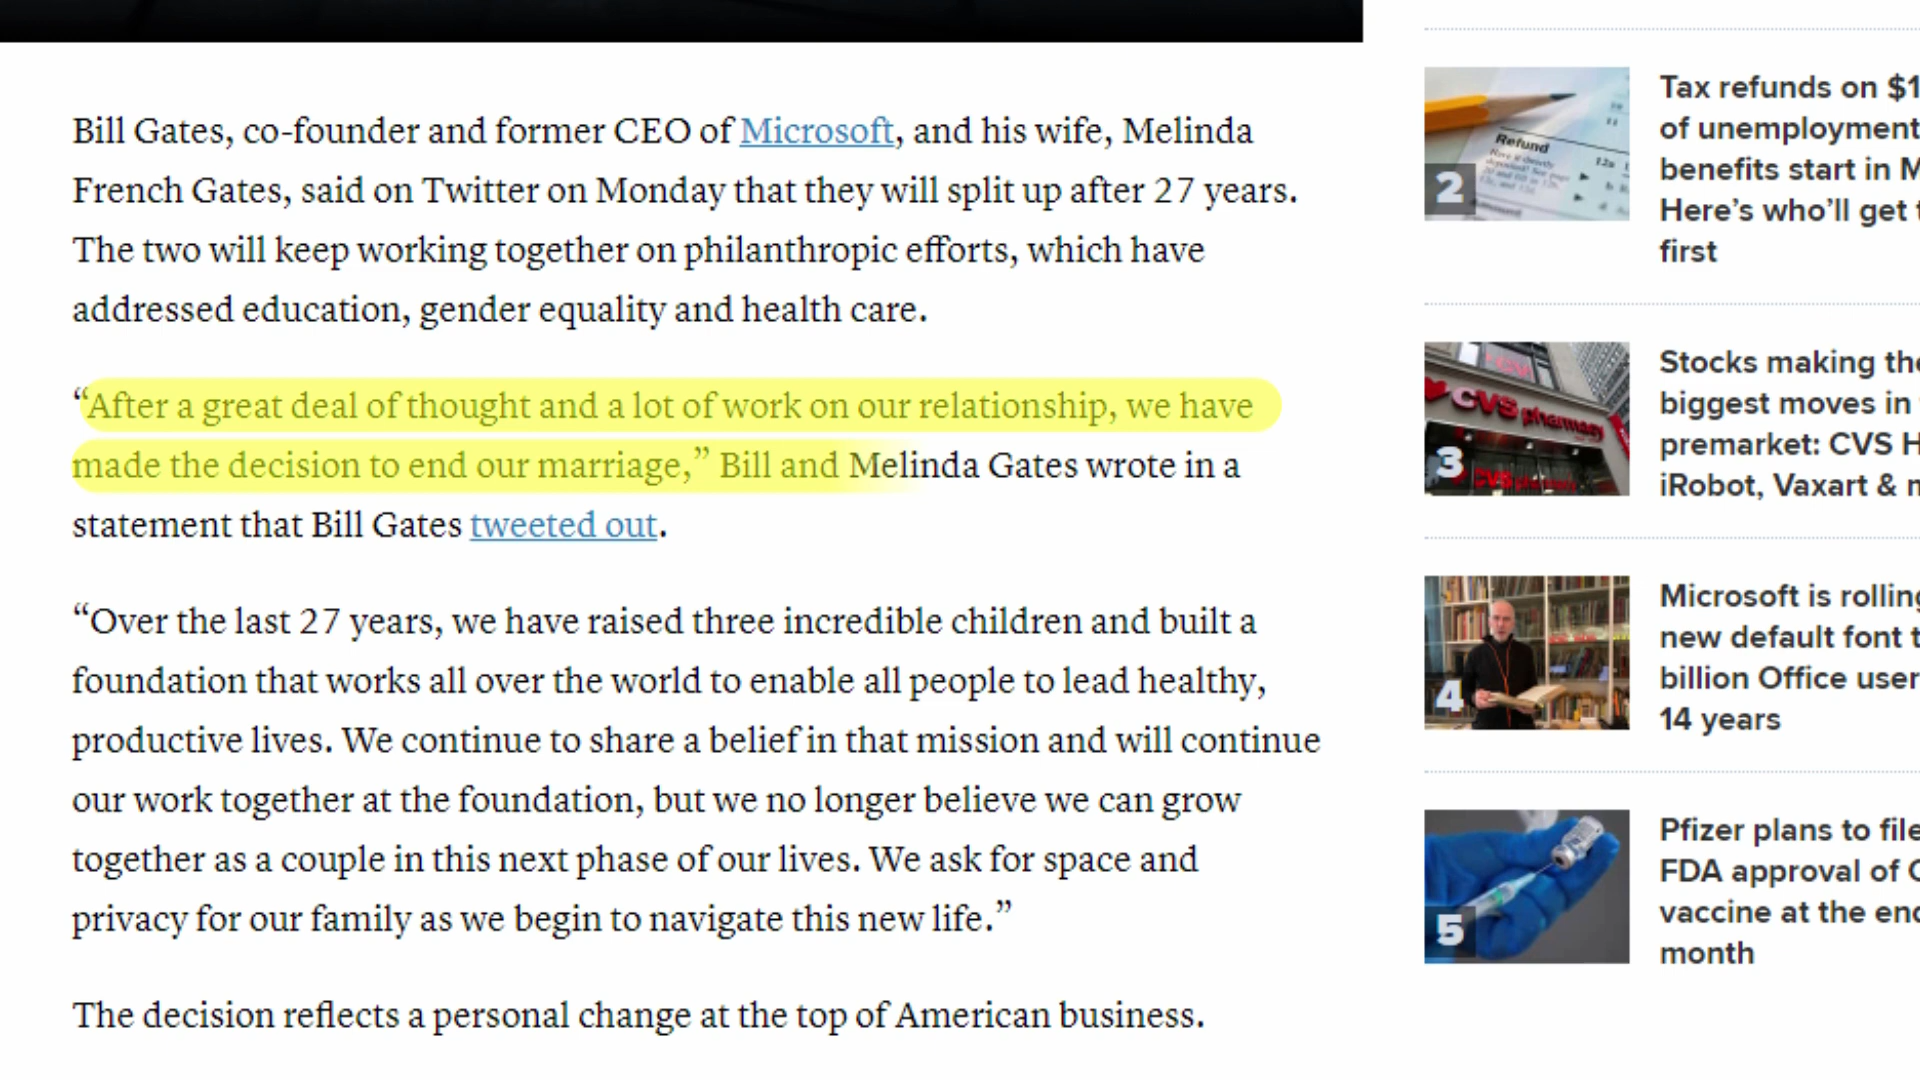 Bill Gates, co-founder and former CEO of Microsoft, and his wife, Melinda
French Gates, said on Twitter on Monday that they will split up after 27 years.
The two will keep working together on philanthropic efforts, which have
addressed education, gender equality and health care.
“After a great deal of thought and a lot of work on our relationship, we have
made the decision to end our marriage,” Bill and Melinda Gates wrote in a
statement that Bill Gates tweeted out.
“Over the last 27 years, we have raised three incredible children and built a
foundation that works all over the world to enable all people to lead healthy,
productive lives. We continue to share a belief in that mission and will continue
our work together at the foundation, but we no longer believe we can grow
together as a couple in this next phase of our lives. We ask for space and
privacy for our family as we begin to navigate this new life.”
The decision reflects a personal change at the top of American business.
Refund
2
Tax refunds on $1
of unemployment
benefits start in M
Here’s who’ll get t
first
CVS pharmacy
3
Stocks making the
biggest moves in
premarket: CVS H
iRobot, Vaxart & m
4
Microsoft is rolling
new default font t
billion Office user
14 years
5
Pfizer plans to file
FDA approval of C
vaccine at the end
month